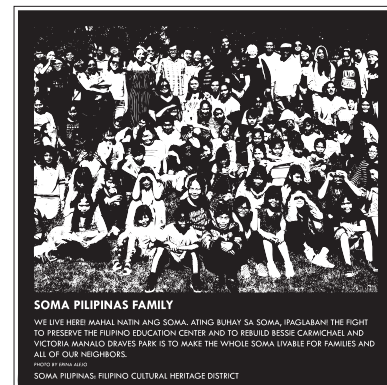 SOMA PILIPINAS FAMILY
WE LIVE HERE! MAHAL NATIN ANG SOMA. ATING BUHAY SA SOMA, IPAGLABAN! THE FIGHT
TO PRESERVE THE FILIPINO EDUCATION CENTER AND TO REBUILD BESSIE CARMICHAEL AND
VICTORIA MANALO DRAVES PARK IS TO MAKE THE WHOLE SOMA LIVABLE FOR FAMILIES AND
ALL OF OUR NEIGHBORS.
PHOTO BY ERINA ALEJO
SOMA PILIPINAS: FILIPINO CULTURAL HERITAGE DISTRICT